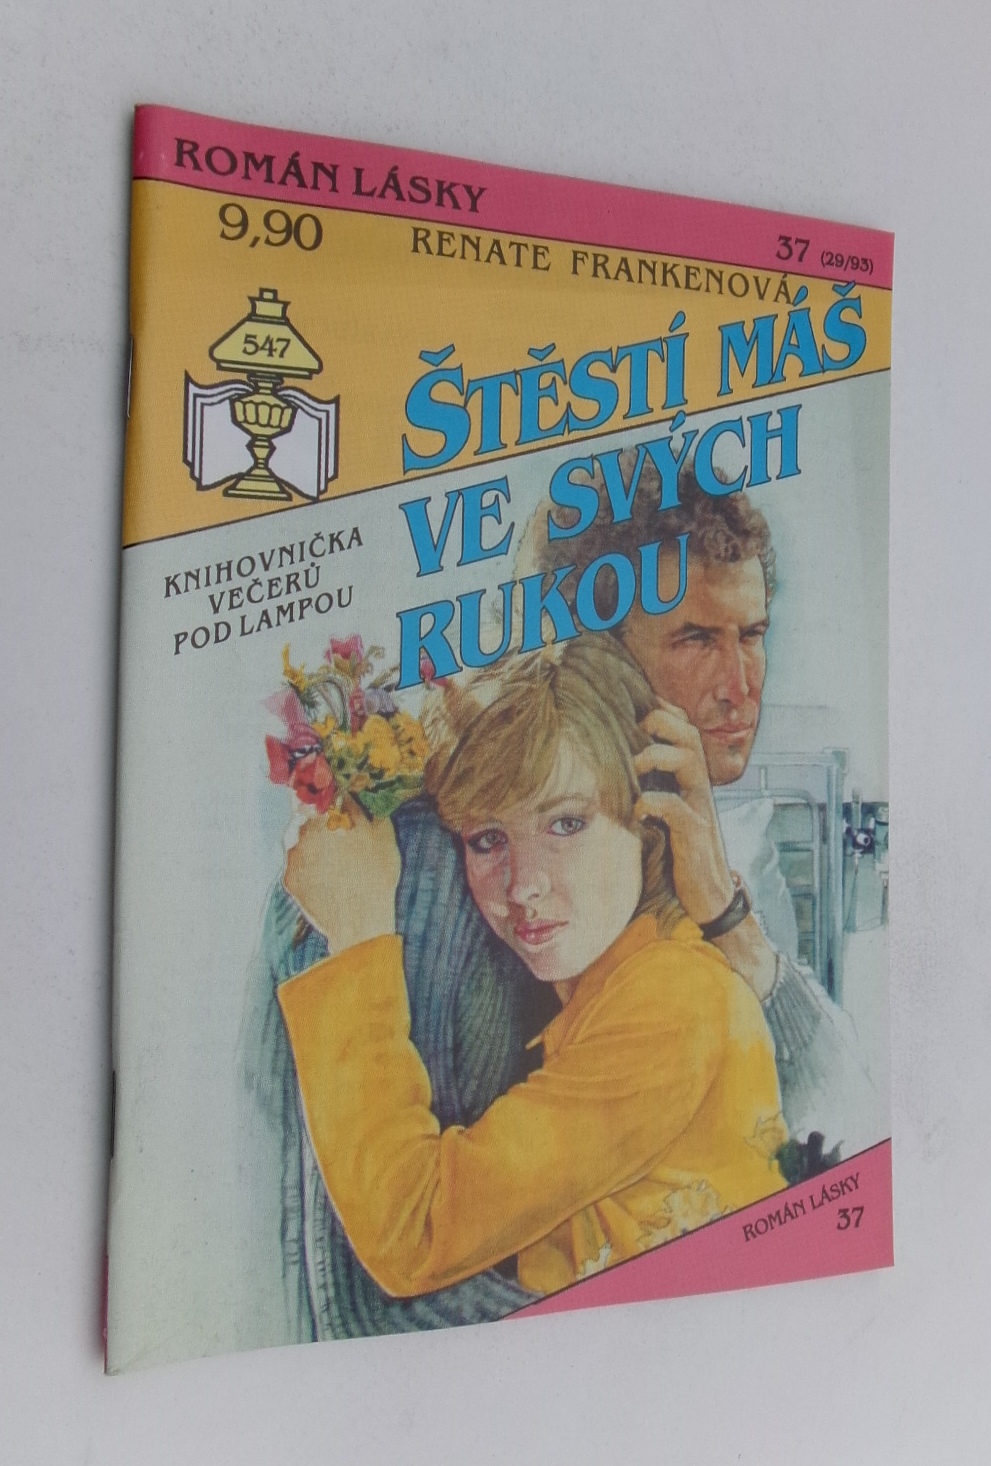 ROMÁN LÁSKY
37 (29/93)
9,90
RENATE FRANKENOVÁ
547
ŠTĚSTÍ MÁŠ
VE SVÝCH
RUKOU
KNIHOVNIČKA
VEČERŮ
POD LAMPOU
ROMÁN LÁSKY
37